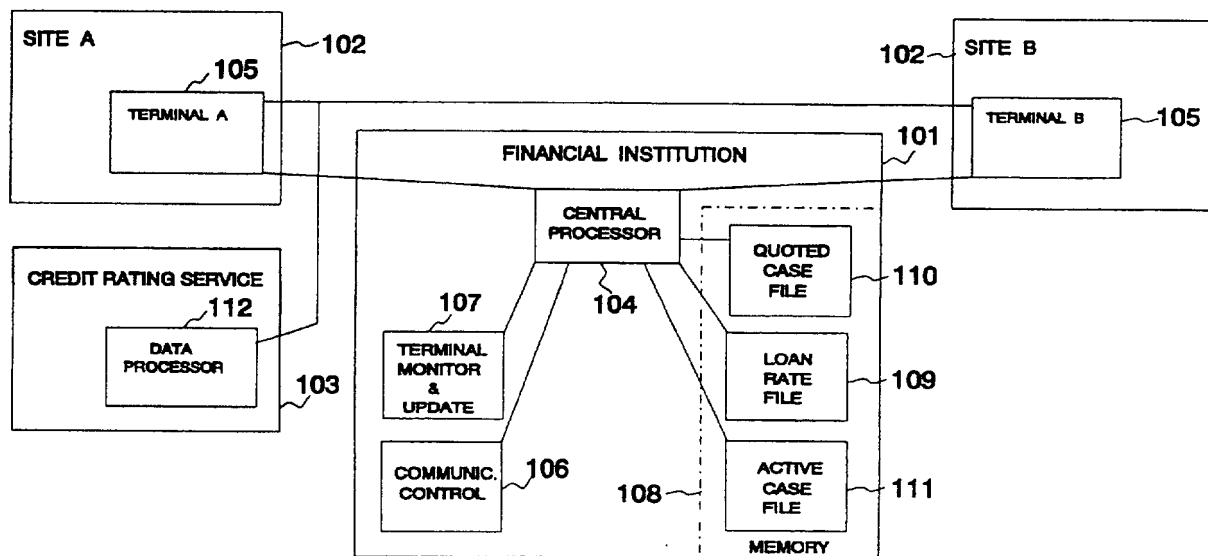 SITE A
102
105
TERMINAL A
102
SITE B
TERMINAL B
105
FINANCIAL INSTITUTION
101
CENTRAL
PROCESSOR
104
QUOTED
CASE
FILE
110
CREDIT RATING SERVICE
112
DATA
PROCESSOR
103
107
TERMINAL
MONITOR
&
UPDATE
LOAN
RATE
FILE
109
COMMUNIC.
CONTROL
106
108
ACTIVE
CASE
FILE
111
MEMORY